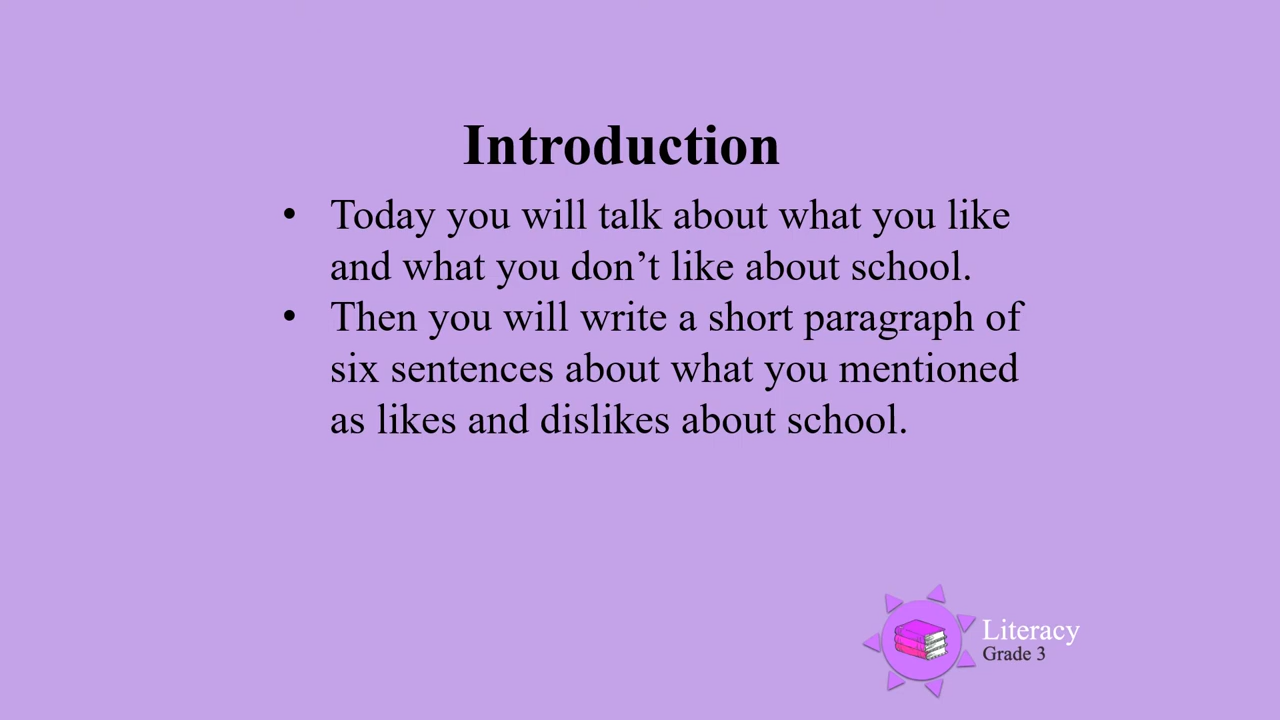 Introduction
• Today you will talk about what you like
and what you don’t like about school.
• Then you will write a short paragraph of
six sentences about what you mentioned
as likes and dislikes about school.
Literacy
Grade 3